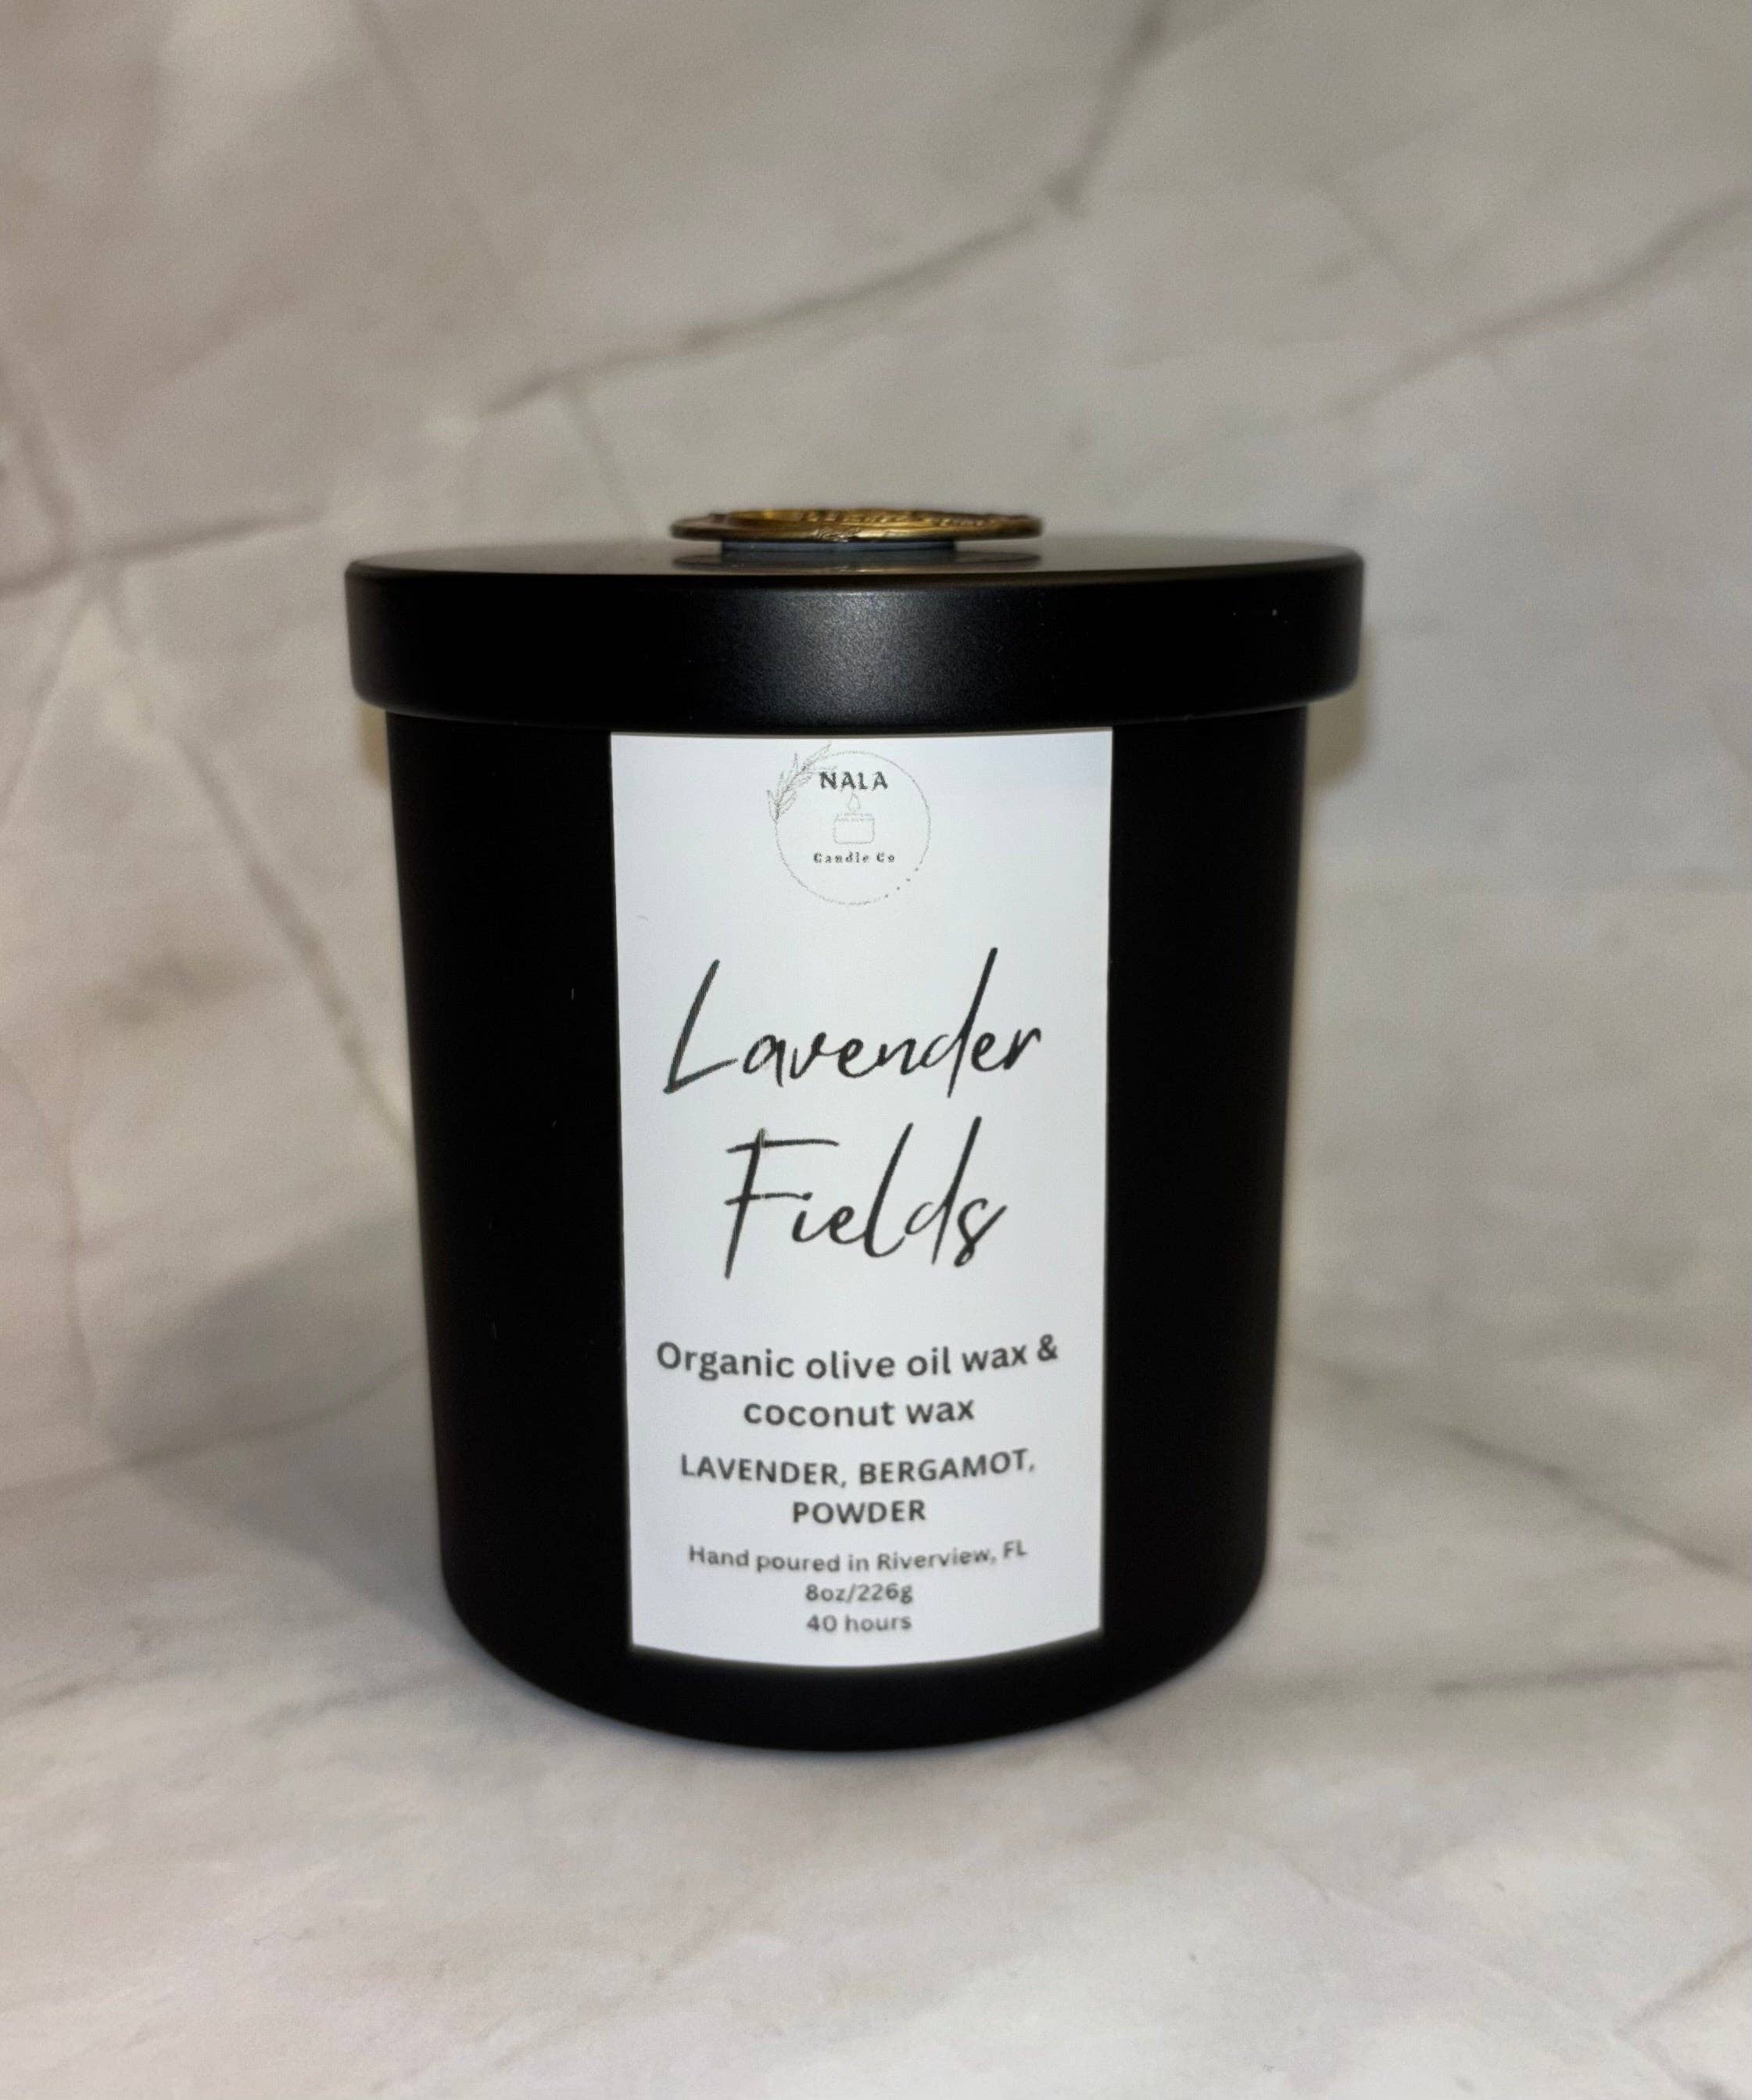 NALA
Candle Co
Lavender
Fields
Organic olive oil wax &
coconut wax
LAVENDER, BERGAMOT,
POWDER
Hand poured in Riverview, FL
8oz/226g
40 hours